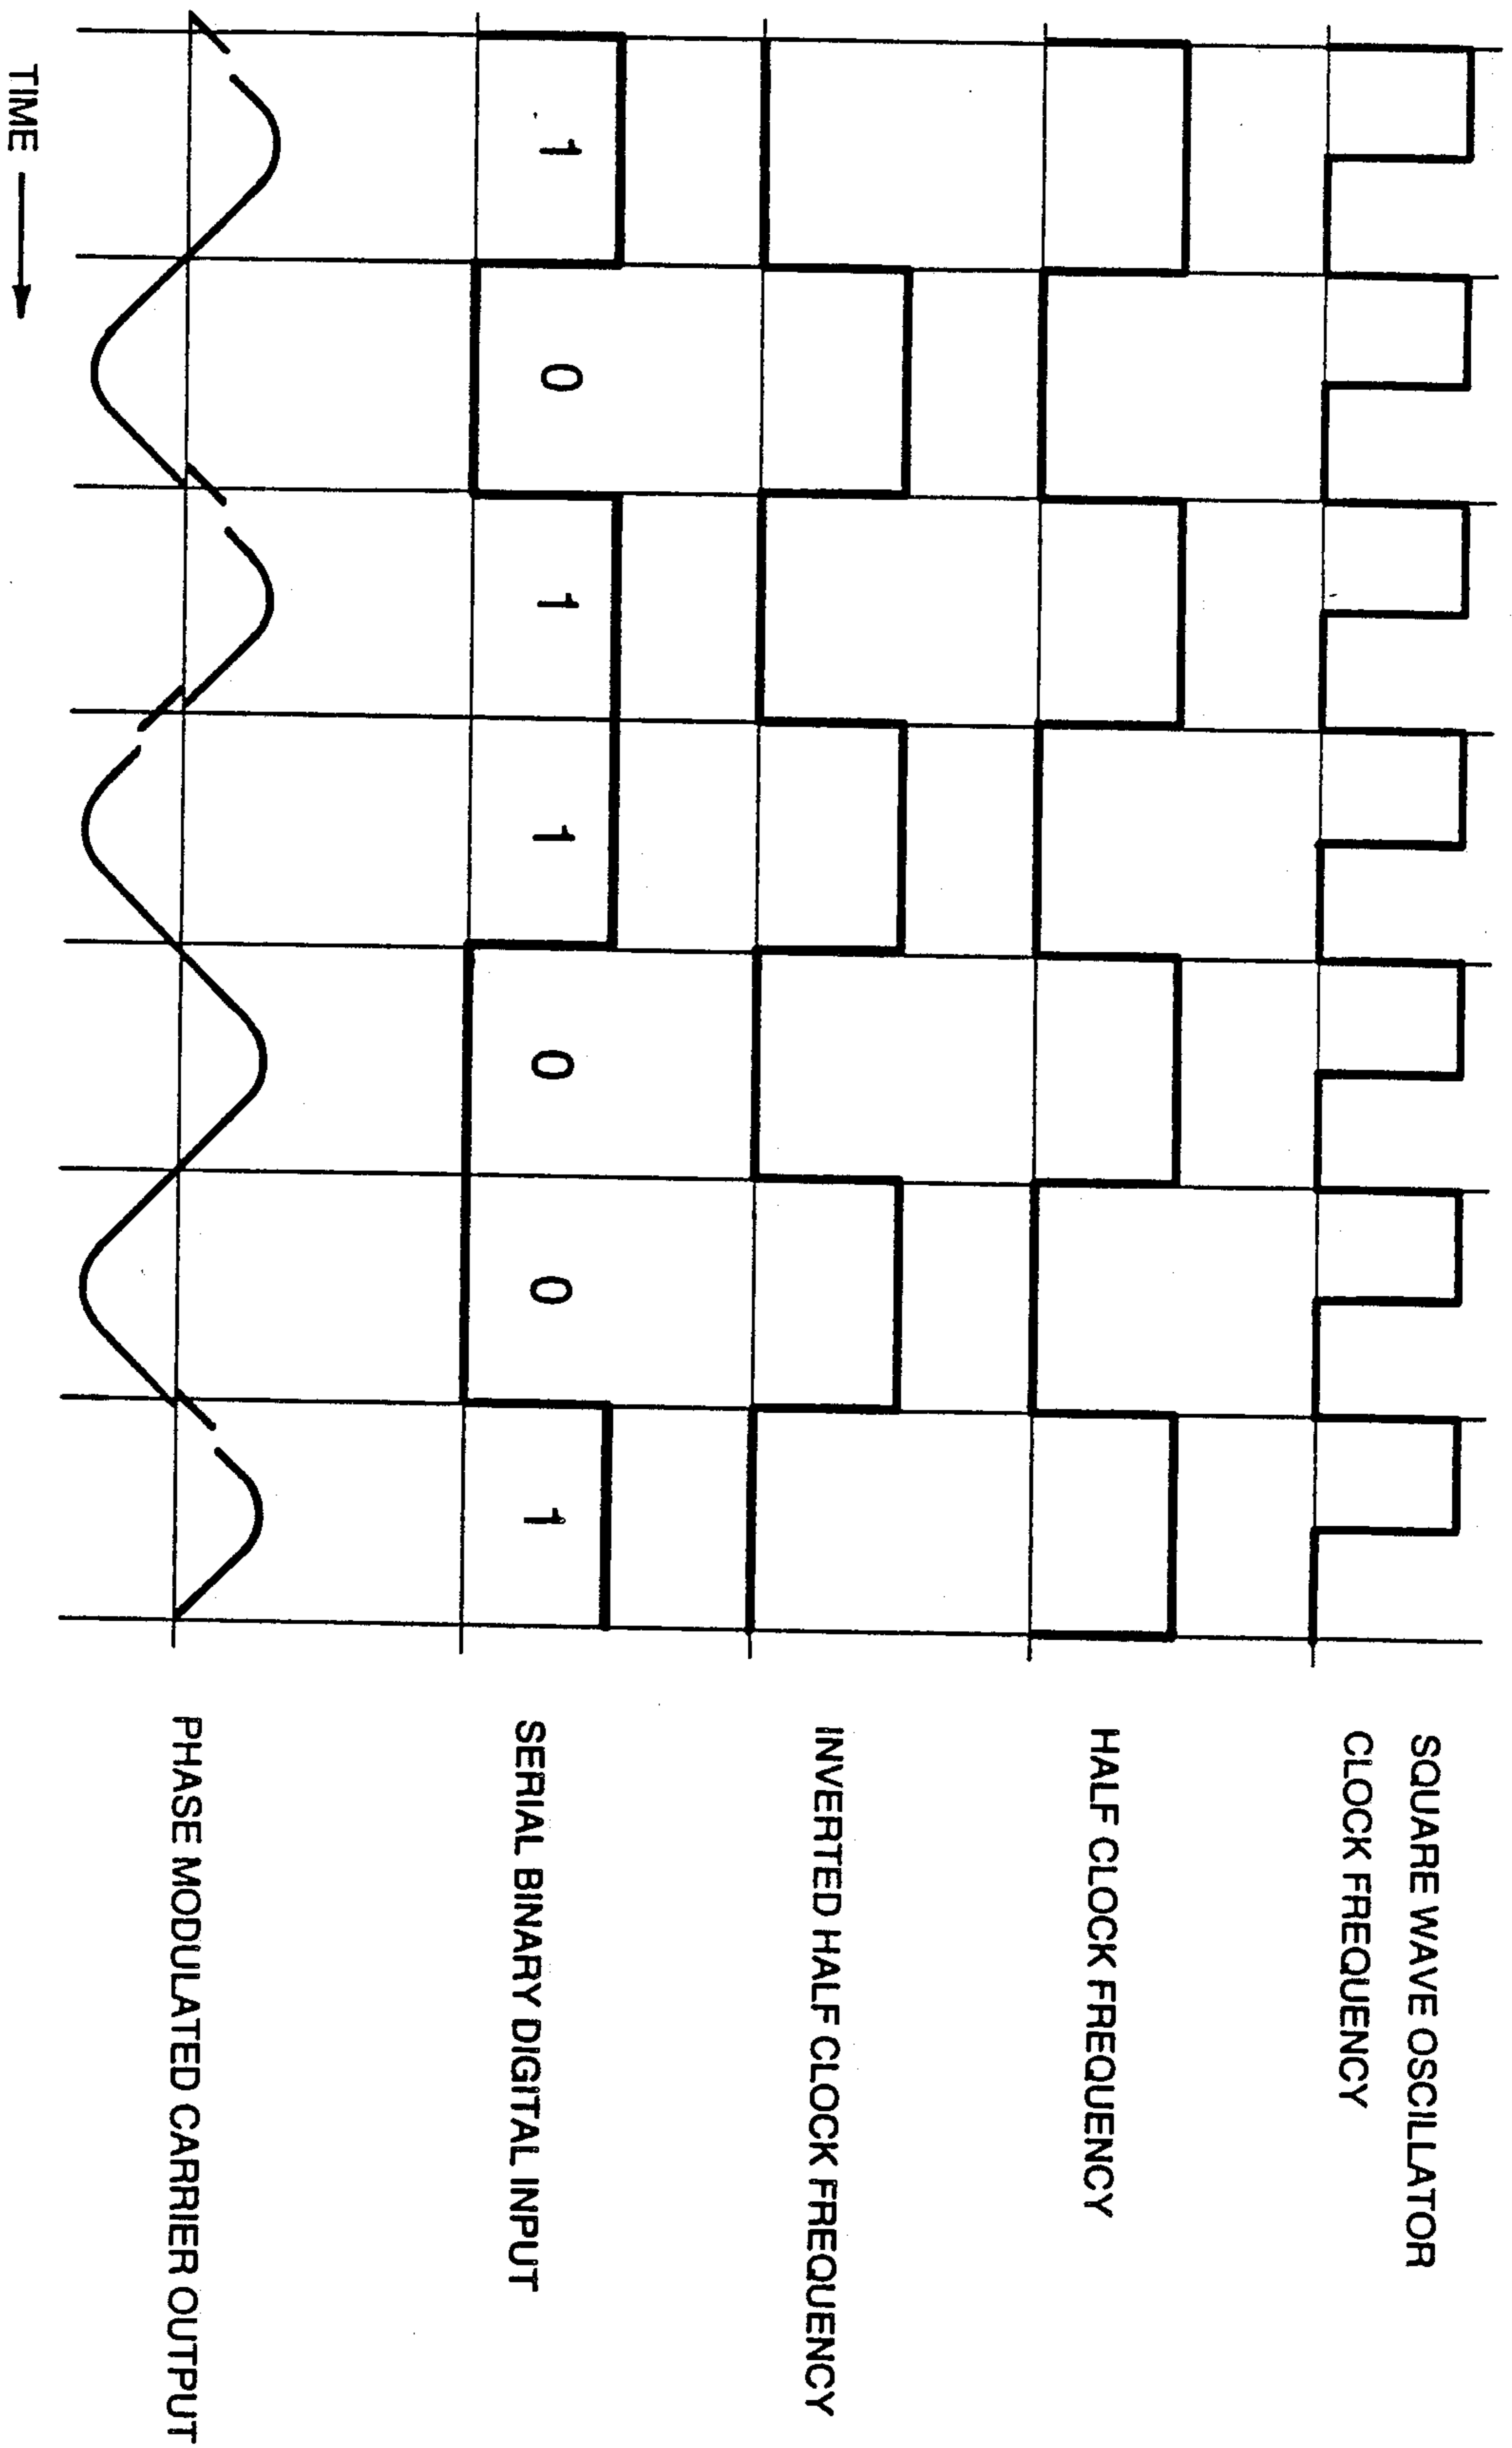 SQUARE WAVE OSCILLATOR
CLOCK FREQUENCY
HALF CLOCK FREQUENCY
INVERTED HALF CLOCK FREQUENCY
1 0 1 1 0 0 1
SERIAL BINARY DIGITAL INPUT
PHASE MODULATED CARRIER OUTPUT
TIME